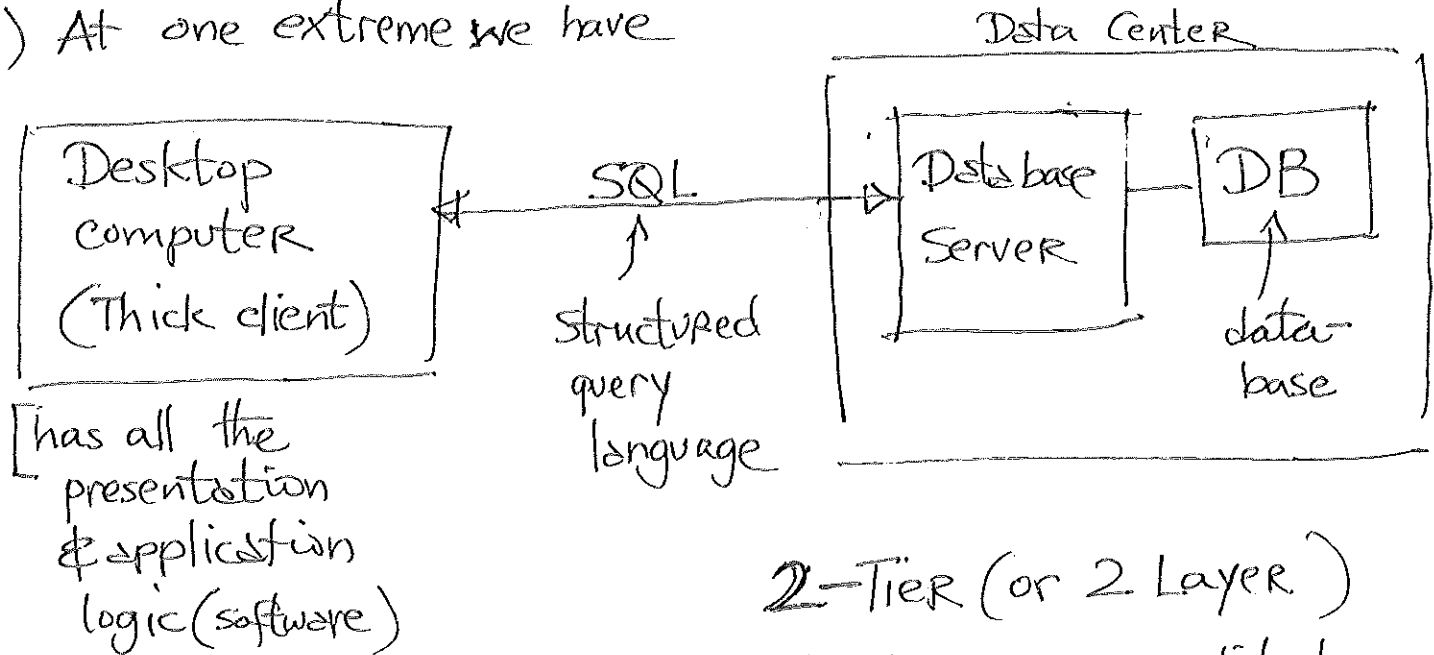 ) At one extreme we have
Data Center
Desktop
computer
(Thick client)
SQL
structured
query
language
Database
Server
DB
data-
base
[has all the
presentation
& application
logic (software)
2-Tier (or 2 Layer)